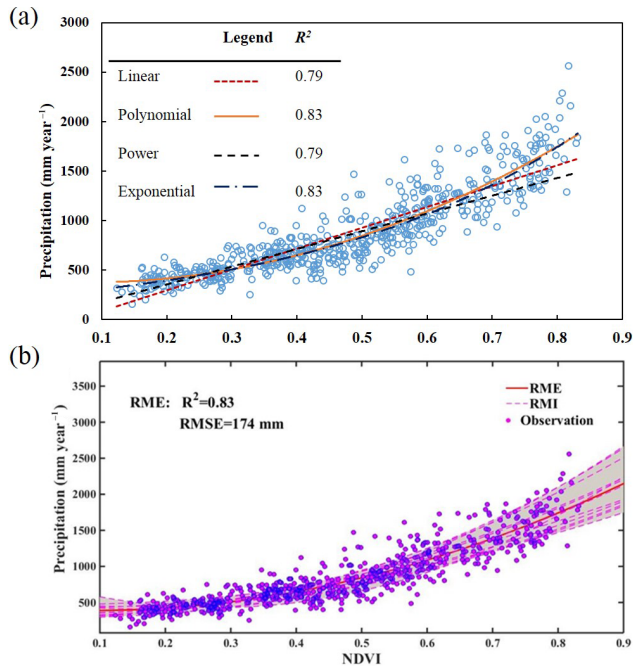 (a)
3000
2500
2000
1500
1000
500
0
Precipitation (mm year⁻¹)
Legend R²
Linear 0.79
Polynomial 0.83
Power 0.79
Exponential 0.83
0.1 0.2 0.3 0.4 0.5 0.6 0.7 0.8 0.9
(b)
3500
3000
2500
2000
1500
1000
500
Precipitation (mm year⁻¹)
RME: R²=0.83
RMSE=174 mm
RME
RMI
Observation
0.1 0.2 0.3 0.4 0.5 0.6 0.7 0.8 0.9
NDVI